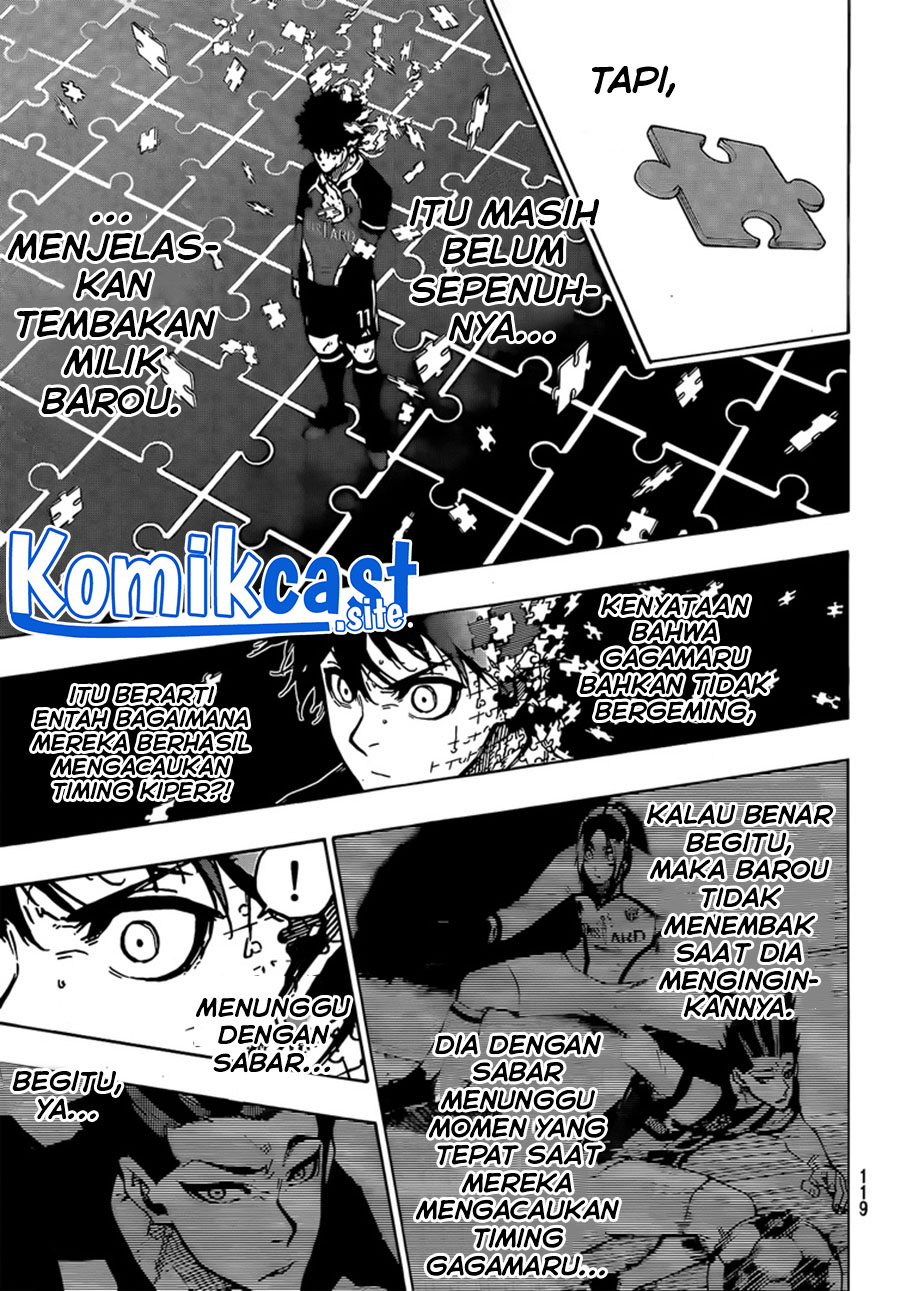 TAPI,
ITU MASIH
BELUM
SEPENUH-
NYA...
...
MENJELAS-
KAN
TEMBAKAN
MILIK
BAROU.
11
Komikcast
.site
KENYATAAN
BAHWA
GAGAMARU
BAHKAN TIDAK
BERGEMING,
ITU BERARTI
ENTAH BAGAIMANA
MEREKA BERHASIL
MENGACAUKAN
TIMING KIPER?!
KALAU BENAR
BEGITU,
MAKA BAROU
TIDAK
MENEMBAK
SAAT DIA
MENGINGIN-
KANNYA.
DIA DENGAN
SABAR
MENUNGGU
MOMEN YANG
TEPAT SAAT
MEREKA
MENGACAUKAN
TIMING
GAGAMARU...
!
MENUNGGU
DENGAN
SABAR...
BEGITU,
YA...
119